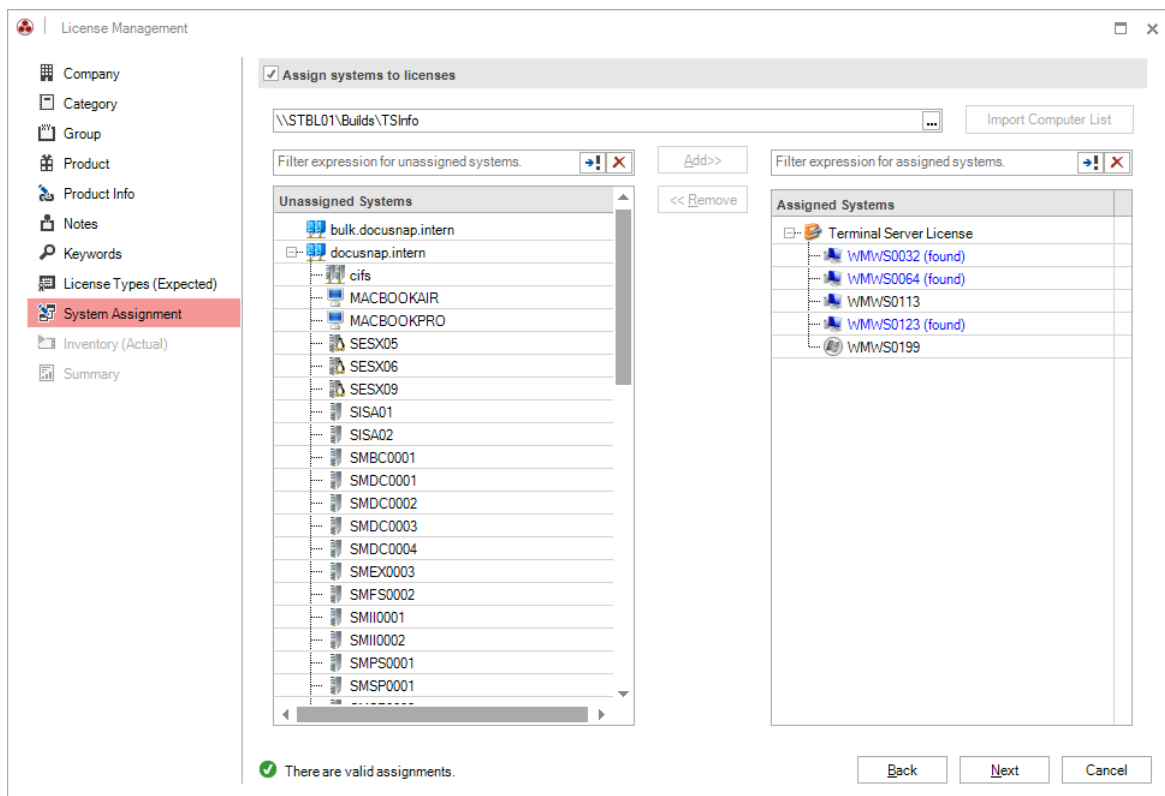 License Management
Company
Category
Group
Product
Product Info
Notes
Keywords
License Types (Expected)
System Assignment
Inventory (Actual)
Summary
Assign systems to licenses
\\STBL01\Builds\TSInfo
...
Import Computer List
Filter expression for unassigned systems.
Add>>
<< Remove
Filter expression for assigned systems.
Unassigned Systems
bulk.docusnap.intern
docusnap.intern
cifs
MACBOOKAIR
MACBOOKPRO
SESX05
SESX06
SESX09
SISA01
SISA02
SMBC0001
SMDC0001
SMDC0002
SMDC0003
SMDC0004
SMEX0003
SMFS0002
SMII0001
SMII0002
SMPS0001
SMSP0001
Assigned Systems
Terminal Server License
WMWS0032 (found)
WMWS0064 (found)
WMWS0113
WMWS0123 (found)
WMWS0199
There are valid assignments.
Back
Next
Cancel